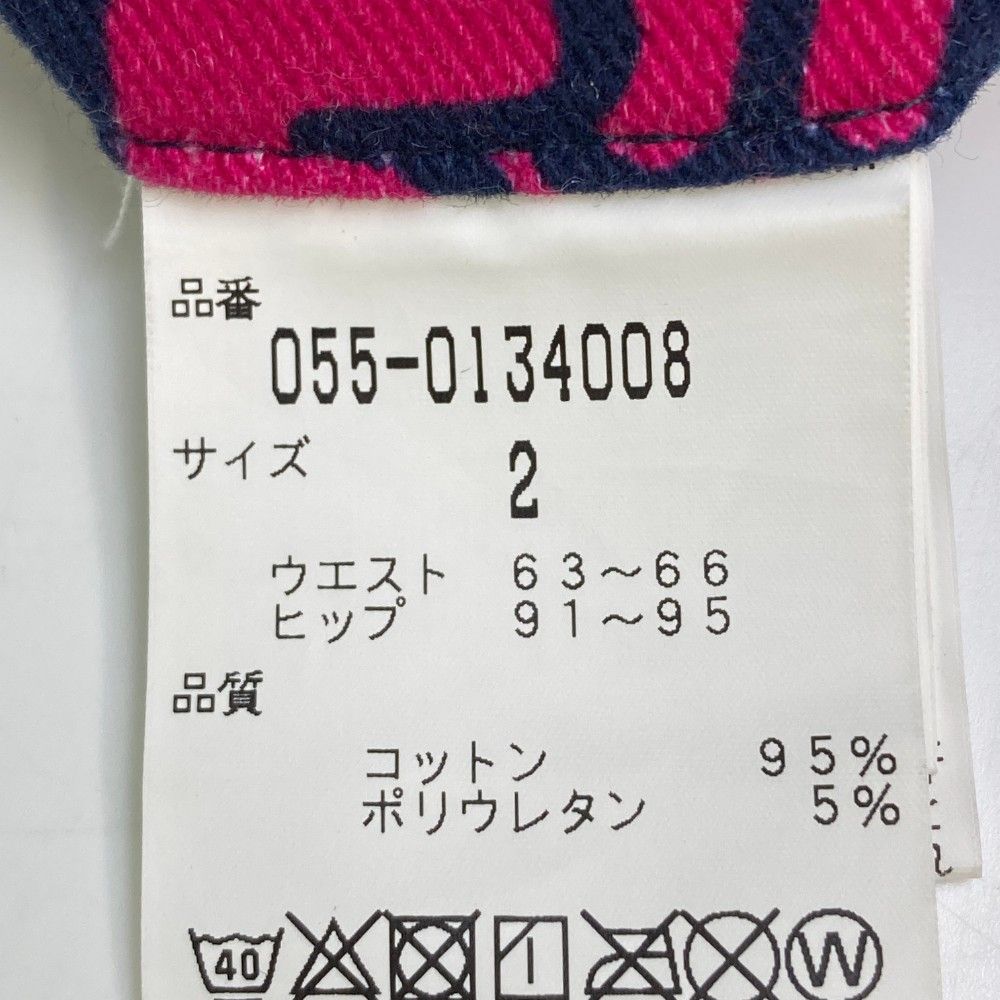 品番
055-0134008
サイズ 2
ウエスト 63～66
ヒップ 91～95
品質
コットン 95%
ポリウレタン 5%
40 W